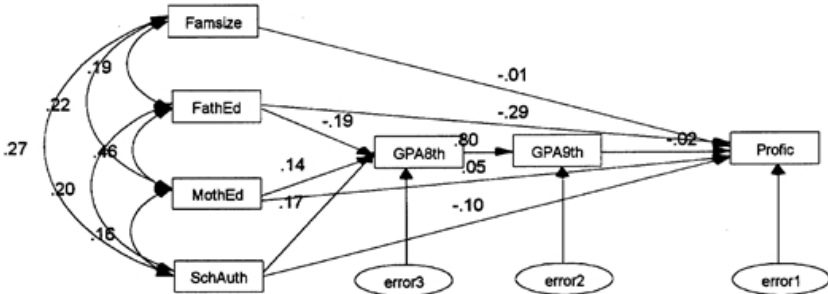 Famsize
.19
-.01
.22
FathEd
-.29
-.19
.80
-.02
.27
.46
GPA8th
GPA9th
Profic
.14
.05
.20
MothEd
.17
-.10
.16
SchAuth
error3
error2
error1